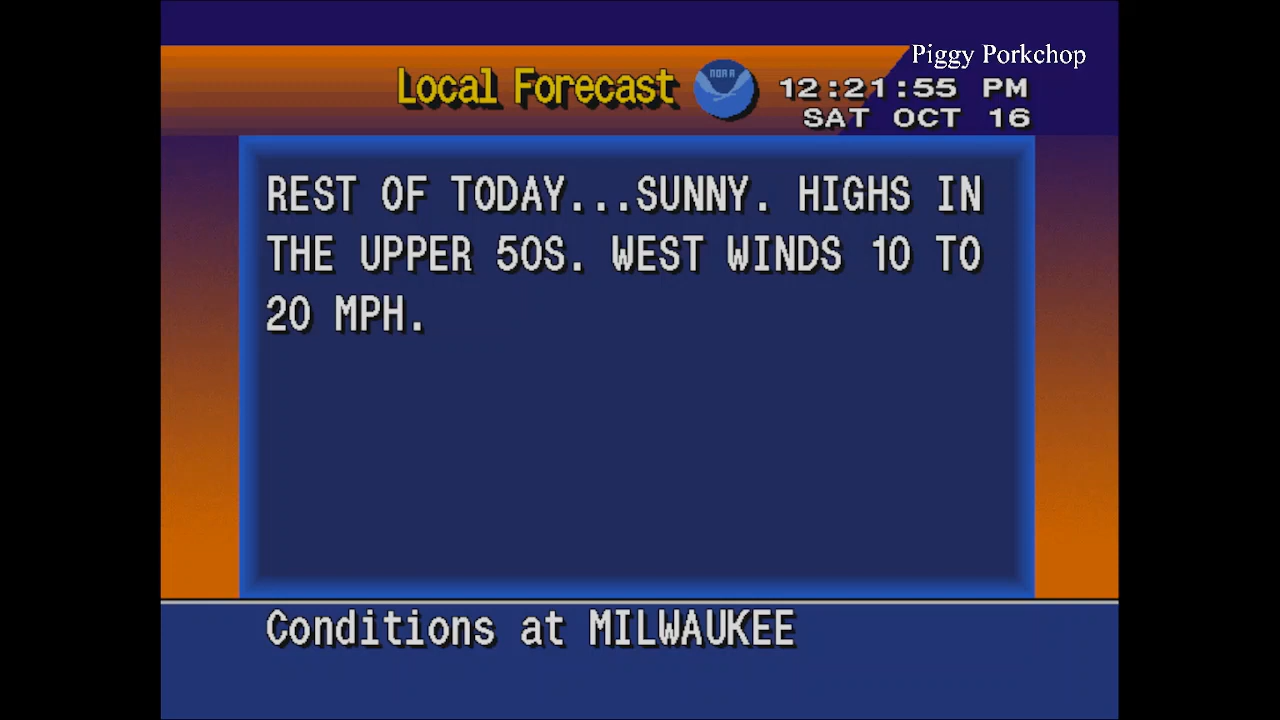 Piggy Porkchop
Local Forecast
NOAA
12:21:55 PM
SAT OCT 16
REST OF TODAY...SUNNY. HIGHS IN
THE UPPER 50S. WEST WINDS 10 TO
20 MPH.
Conditions at MILWAUKEE